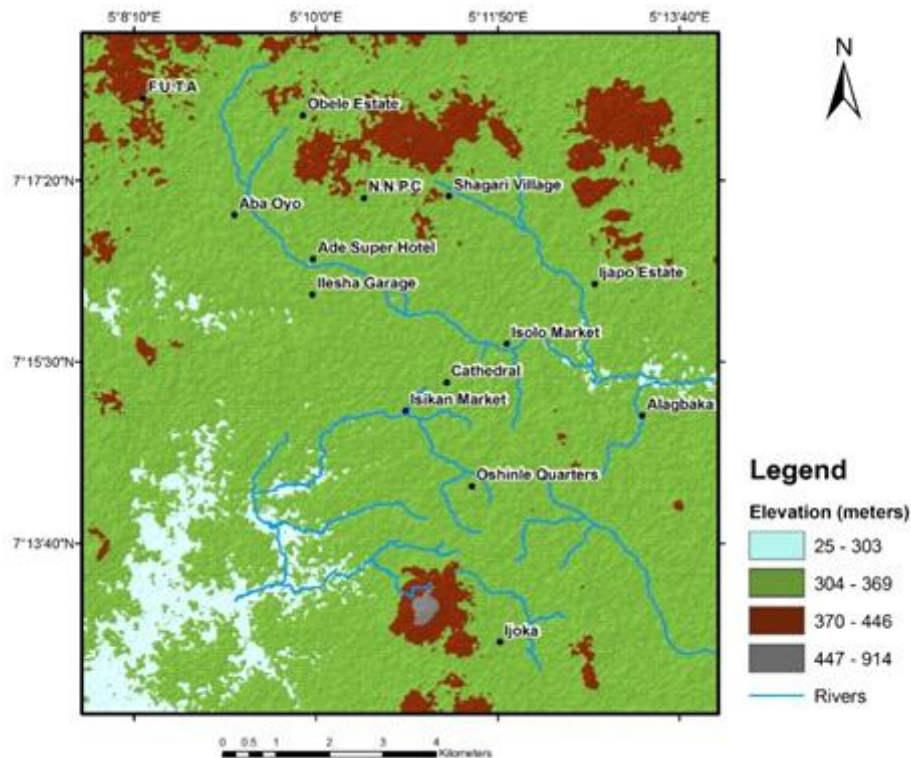 5°8'10"E 5°10'0"E 5°11'50"E 5°13'40"E
N
F.U.T.A
Obele Estate
7°17'20"N
N.N.P.C
Shagari Village
Aba Oyo
Ade Super Hotel
Ijapo Estate
Ilesha Garage
Isolo Market
7°15'30"N
Cathedral
Isikan Market
Alagbaka
Oshinle Quarters
7°13'40"N
Ijoka
Legend
Elevation (meters)
25 - 303
304 - 369
370 - 446
447 - 914
Rivers
0 0.5 1 2 3 4
Kilometers